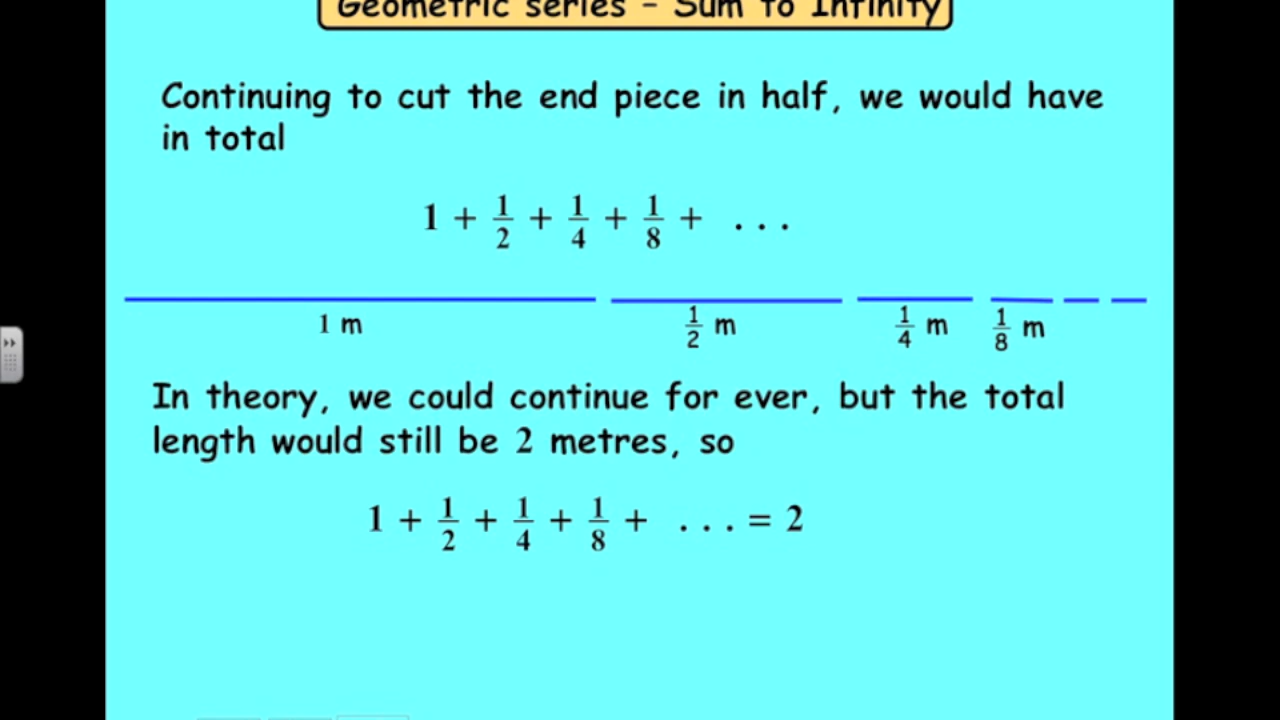 Geometric series – Sum to Infinity
Continuing to cut the end piece in half, we would have
in total
1 + 1/2 + 1/4 + 1/8 + . . .
1 m 1/2 m 1/4 m 1/8 m
In theory, we could continue for ever, but the total
length would still be 2 metres, so
1 + 1/2 + 1/4 + 1/8 + . . . = 2